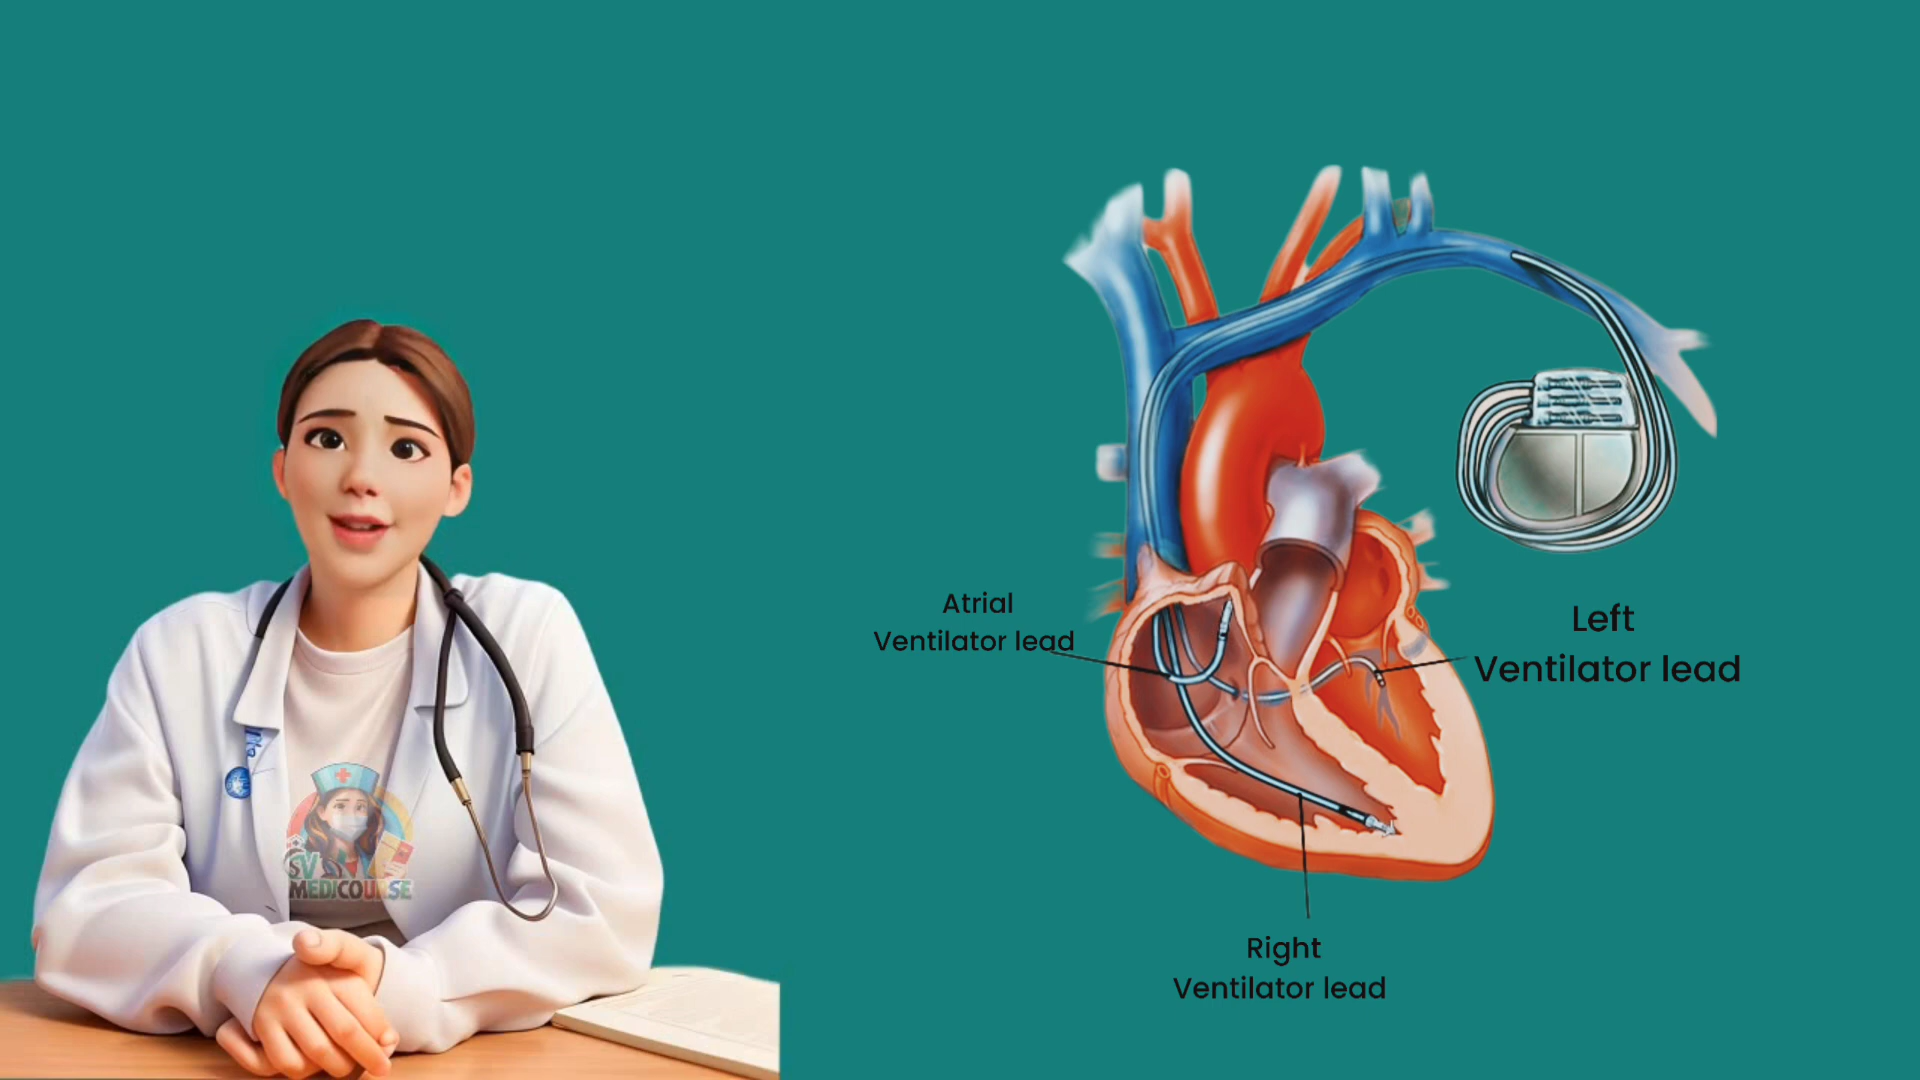 Atrial
Ventilator lead
Left
Ventilator lead
Right
Ventilator lead
SV
MEDICOURSE